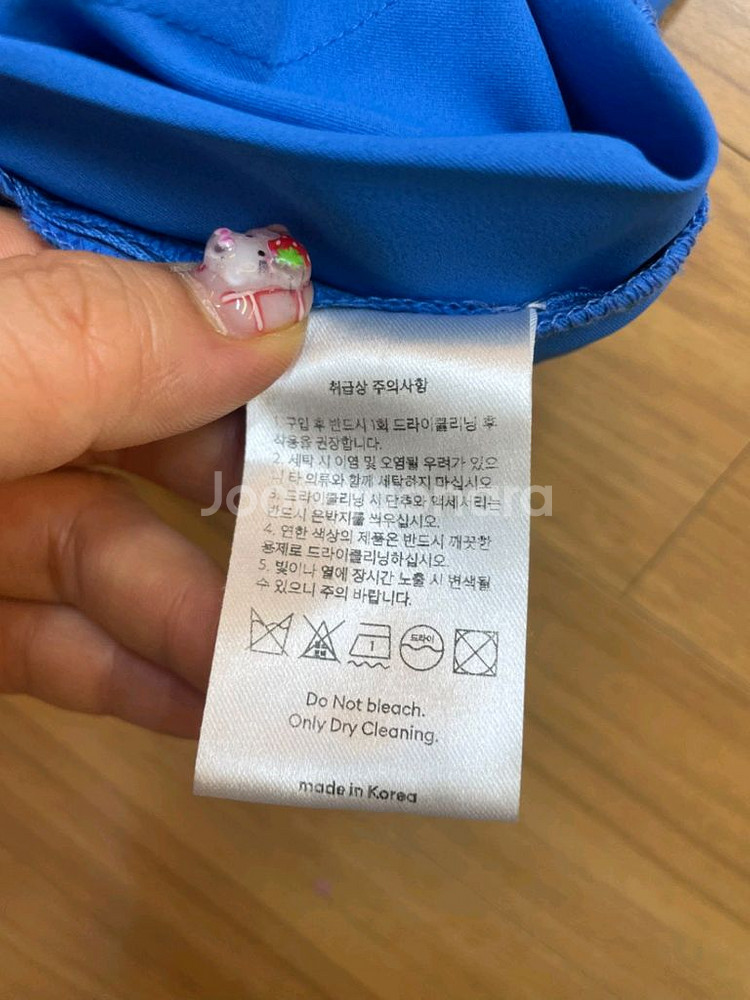 취급상 주의사항
1. 구입 후 반드시 1회 드라이클리닝 후
착용을 권장합니다.
2. 세탁 시 이염 및 오염될 우려가 있으
니 타 의류와 함께 세탁하지 마십시오
3. 드라이클리닝 시 단추와 액세서리는
반드시 은박지를 씌우십시오.
4. 연한 색상의 제품은 반드시 깨끗한
용제로 드라이클리닝하십시오.
5. 빛이나 열에 장시간 노출 시 변색될
수 있으니 주의 바랍니다.
1 드라이
Do Not bleach.
Only Dry Cleaning.
made in Korea